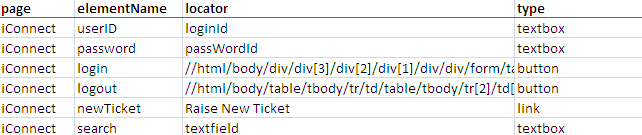 page elementName locator type
iConnect userID loginId textbox
iConnect password passWordId textbox
iConnect login //html/body/div/div[3]/div[2]/div[1]/div/div/form/ta button
iConnect logout //html/body/table/tbody/tr/td/table/tbody/tr[2]/td[ button
iConnect newTicket Raise New Ticket link
iConnect search textfield textbox